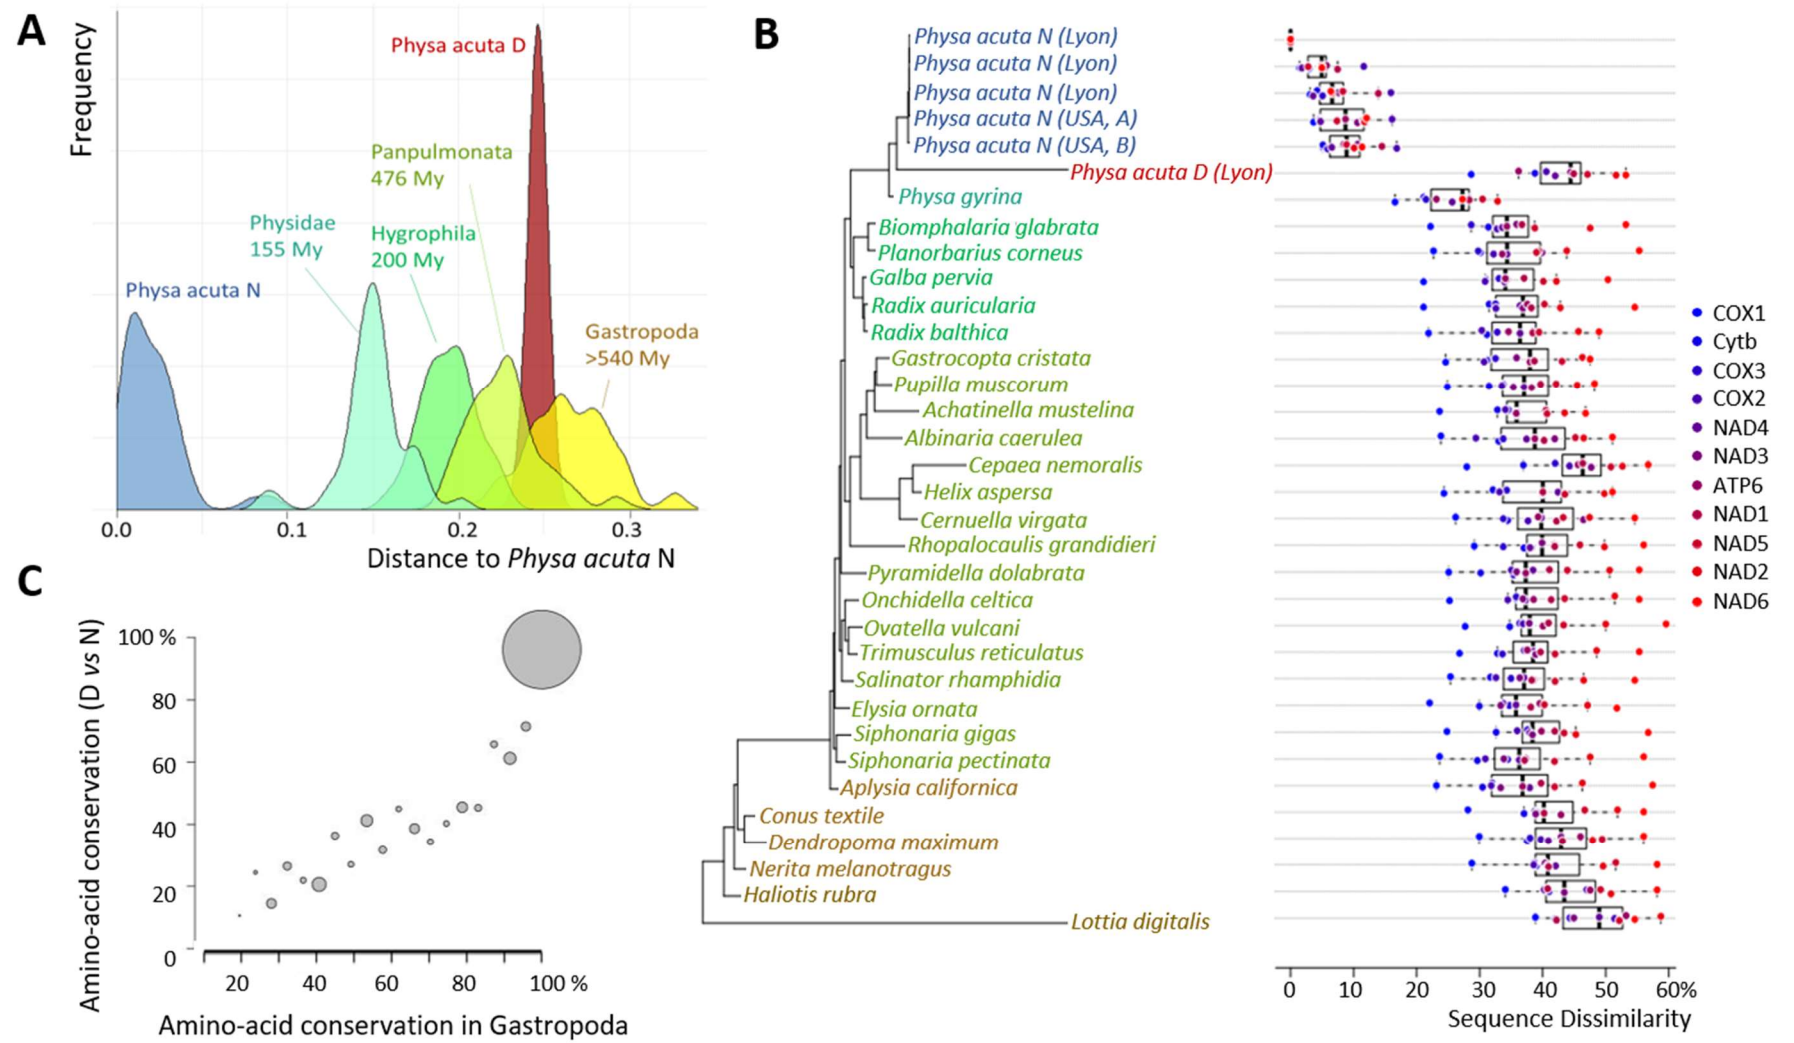 A
Frequency
Physa acuta D
Panpulmonata
476 My
Physidae
155 My
Hygrophila
200 My
Physa acuta N
Gastropoda
>540 My
0.0
0.1
0.2
0.3
Distance to Physa acuta N
B
Physa acuta N (Lyon)
Physa acuta N (Lyon)
Physa acuta N (Lyon)
Physa acuta N (USA, A)
Physa acuta N (USA, B)
Physa acuta D (Lyon)
Physa gyrina
Biomphalaria glabrata
Planorbarius corneus
Galba pervia
Radix auricularia
Radix balthica
Gastrocopta cristata
Pupilla muscorum
Achatinella mustelina
Albinaria caerulea
Cepaea nemoralis
Helix aspersa
Cernuella virgata
Rhopalocaulis grandidieri
Pyramidella dolabrata
Onchidella celtica
Ovatella vulcani
Trimusculus reticulatus
Salinator rhamphidia
Elysia ornata
Siphonaria gigas
Siphonaria pectinata
Aplysia californica
Conus textile
Dendropoma maximum
Nerita melanotragus
Haliotis rubra
Lottia digitalis
COX1
Cytb
COX3
COX2
NAD4
NAD3
ATP6
NAD1
NAD5
NAD2
NAD6
0
10
20
30
40
50
60%
Sequence Dissimilarity
C
Amino-acid conservation (D vs N)
100 %
80
60
40
20
0
20
40
60
80
100 %
Amino-acid conservation in Gastropoda